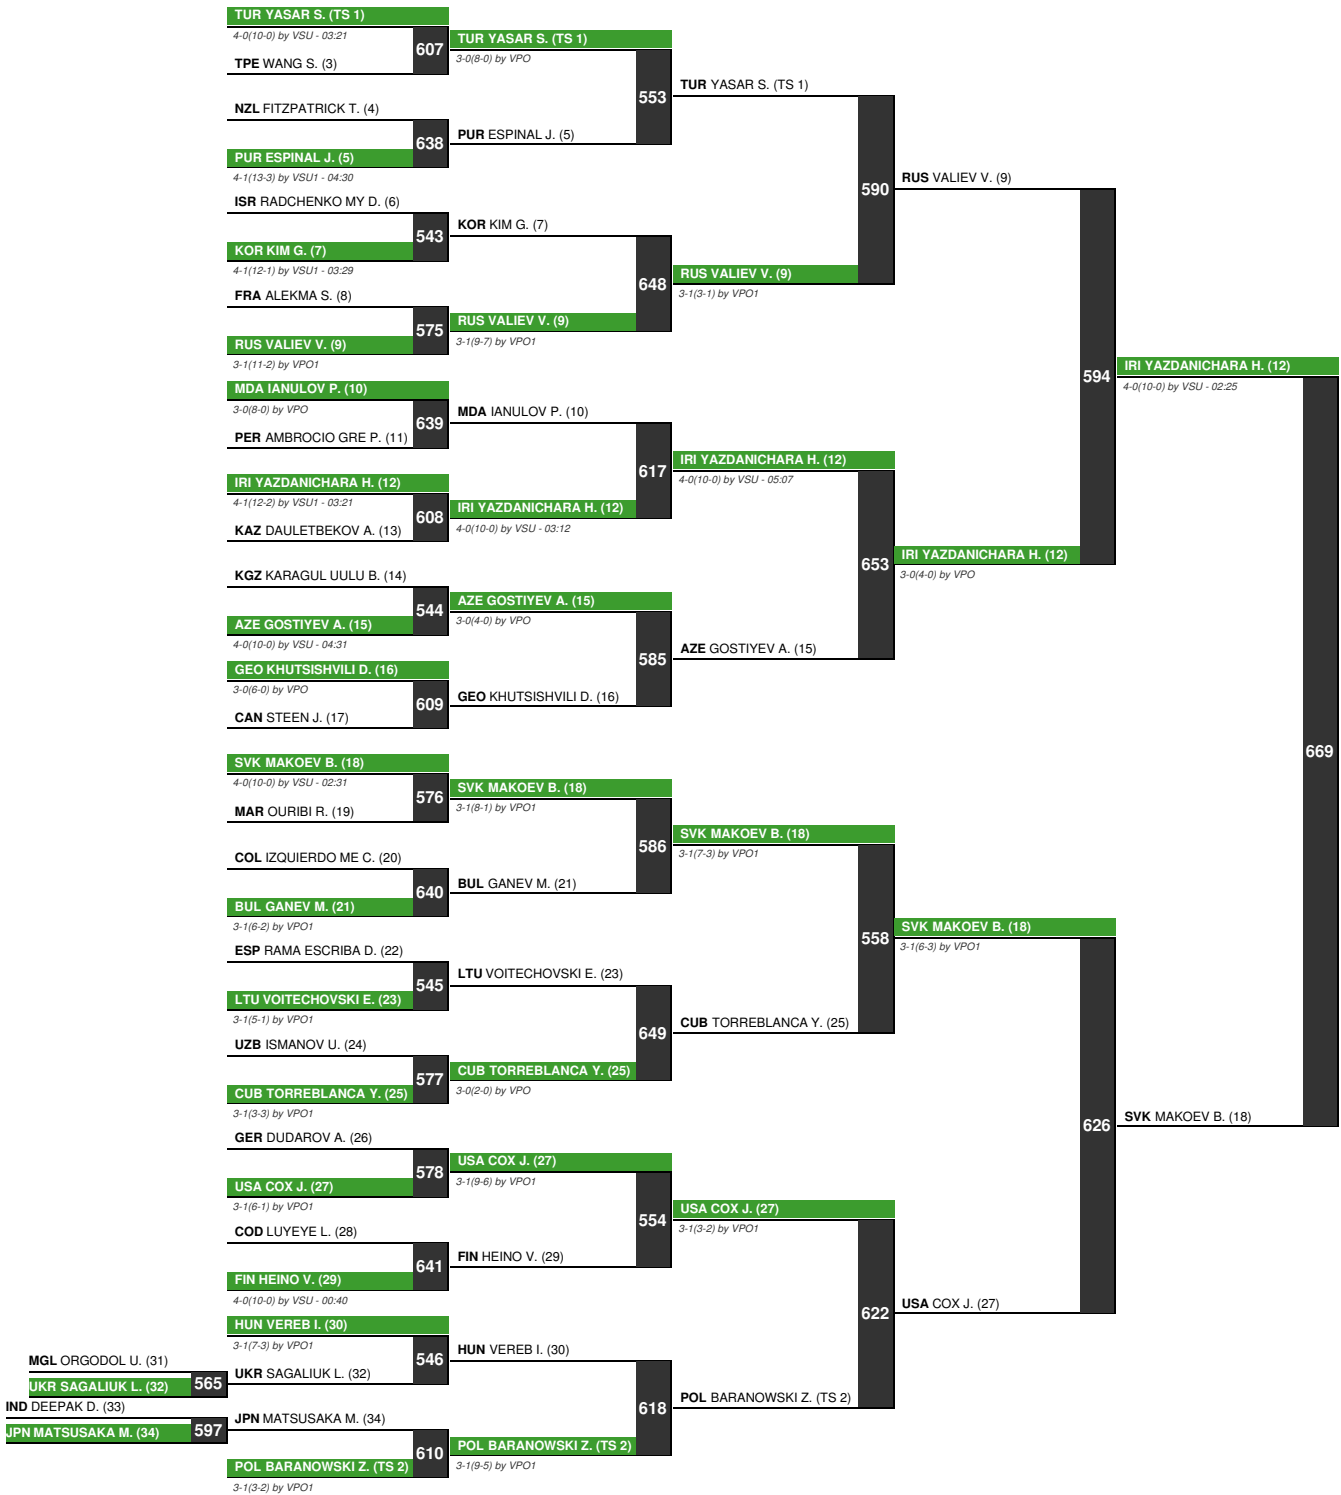 TUR YASAR S. (TS 1)
4-0(10-0) by VSU - 03:21
607
TPE WANG S. (3)
NZL FITZPATRICK T. (4)
638
PUR ESPINAL J. (5)
4-1(13-3) by VSU1 - 04:30
ISR RADCHENKO MY D. (6)
543
KOR KIM G. (7)
4-1(12-1) by VSU1 - 03:29
FRA ALEKMA S. (8)
575
RUS VALIEV V. (9)
3-1(11-2) by VPO1
MDA IANULOV P. (10)
3-0(8-0) by VPO
639
PER AMBROCIO GRE P. (11)
IRI YAZDANICHARA H. (12)
4-1(12-2) by VSU1 - 03:21
608
KAZ DAULETBEKOV A. (13)
KGZ KARAGUL UULU B. (14)
544
AZE GOSTIYEV A. (15)
4-0(10-0) by VSU - 04:31
GEO KHUTSISHVILI D. (16)
3-0(6-0) by VPO
609
CAN STEEN J. (17)
SVK MAKOEV B. (18)
4-0(10-0) by VSU - 02:31
576
MAR OURIBI R. (19)
COL IZQUIERDO ME C. (20)
640
BUL GANEV M. (21)
3-1(6-2) by VPO1
ESP RAMA ESCRIBA D. (22)
545
LTU VOITECHOVSKI E. (23)
3-1(5-1) by VPO1
UZB ISMANOV U. (24)
577
CUB TORREBLANCA Y. (25)
3-1(3-3) by VPO1
GER DUDAROV A. (26)
578
USA COX J. (27)
3-1(6-1) by VPO1
COD LUYEYE L. (28)
641
FIN HEINO V. (29)
4-0(10-0) by VSU - 00:40
HUN VEREB I. (30)
3-1(7-3) by VPO1
546
UKR SAGALIUK L. (32)
MGL ORGODOL U. (31)
UKR SAGALIUK L. (32)
565
IND DEEPAK D. (33)
JPN MATSUSAKA M. (34)
597
JPN MATSUSAKA M. (34)
610
POL BARANOWSKI Z. (TS 2)
3-1(3-2) by VPO1
TUR YASAR S. (TS 1)
3-0(8-0) by VPO
553
PUR ESPINAL J. (5)
KOR KIM G. (7)
648
RUS VALIEV V. (9)
3-1(9-7) by VPO1
MDA IANULOV P. (10)
617
IRI YAZDANICHARA H. (12)
4-0(10-0) by VSU - 03:12
AZE GOSTIYEV A. (15)
3-0(4-0) by VPO
585
GEO KHUTSISHVILI D. (16)
SVK MAKOEV B. (18)
3-1(8-1) by VPO1
586
BUL GANEV M. (21)
LTU VOITECHOVSKI E. (23)
649
CUB TORREBLANCA Y. (25)
3-0(2-0) by VPO
USA COX J. (27)
3-1(9-6) by VPO1
554
FIN HEINO V. (29)
HUN VEREB I. (30)
618
POL BARANOWSKI Z. (TS 2)
3-1(9-5) by VPO1
TUR YASAR S. (TS 1)
590
RUS VALIEV V. (9)
3-1(3-1) by VPO1
IRI YAZDANICHARA H. (12)
4-0(10-0) by VSU - 05:07
653
AZE GOSTIYEV A. (15)
SVK MAKOEV B. (18)
3-1(7-3) by VPO1
558
CUB TORREBLANCA Y. (25)
USA COX J. (27)
3-1(3-2) by VPO1
622
POL BARANOWSKI Z. (TS 2)
RUS VALIEV V. (9)
594
IRI YAZDANICHARA H. (12)
3-0(4-0) by VPO
SVK MAKOEV B. (18)
3-1(6-3) by VPO1
626
USA COX J. (27)
IRI YAZDANICHARA H. (12)
4-0(10-0) by VSU - 02:25
669
SVK MAKOEV B. (18)